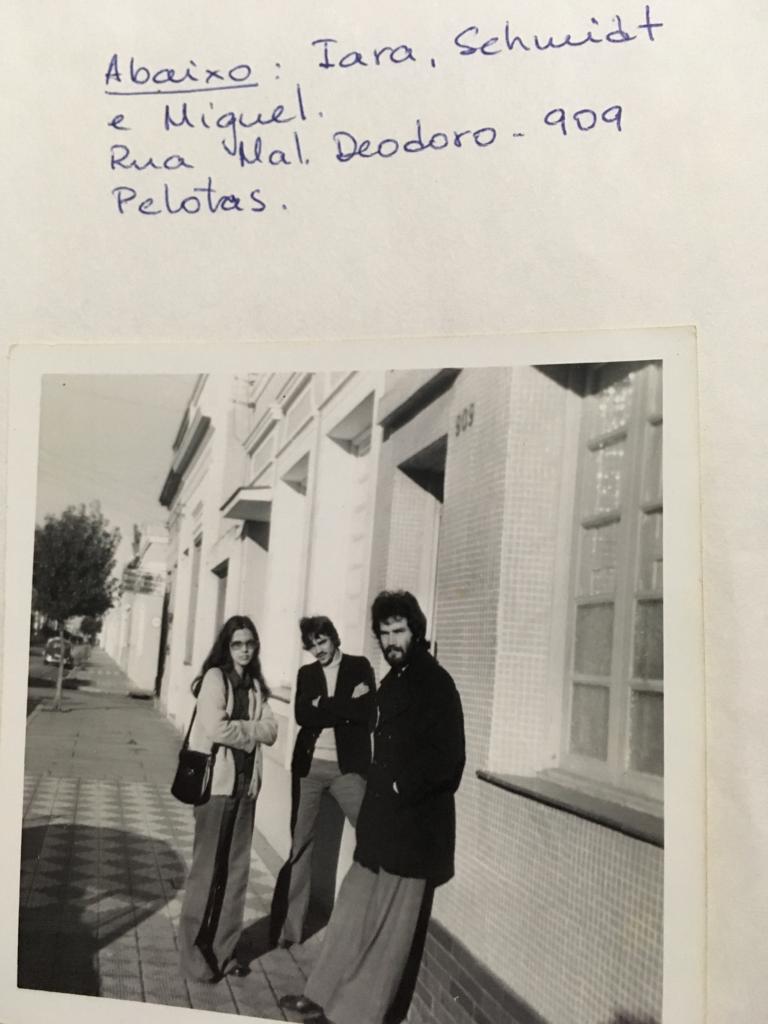 Abaixo: Iara, Schmidt
e Miguel.
Rua Mal. Deodoro - 909
Pelotas.
909